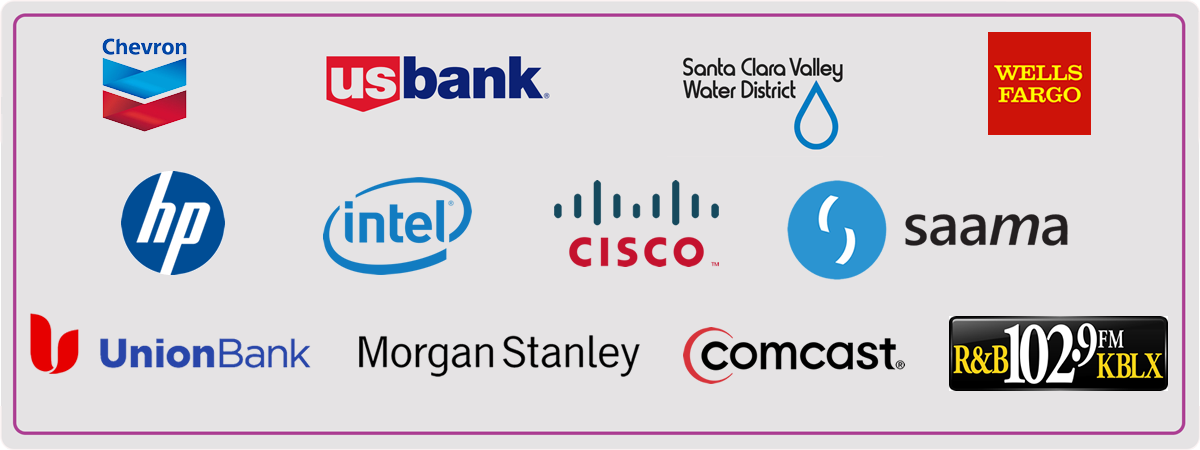 Chevron
usbank®
Santa Clara Valley
Water District
WELLS
FARGO
hp
intel®
CISCO™
saama
UnionBank
Morgan Stanley
comcast®
R&B 102.9 FM
KBLX